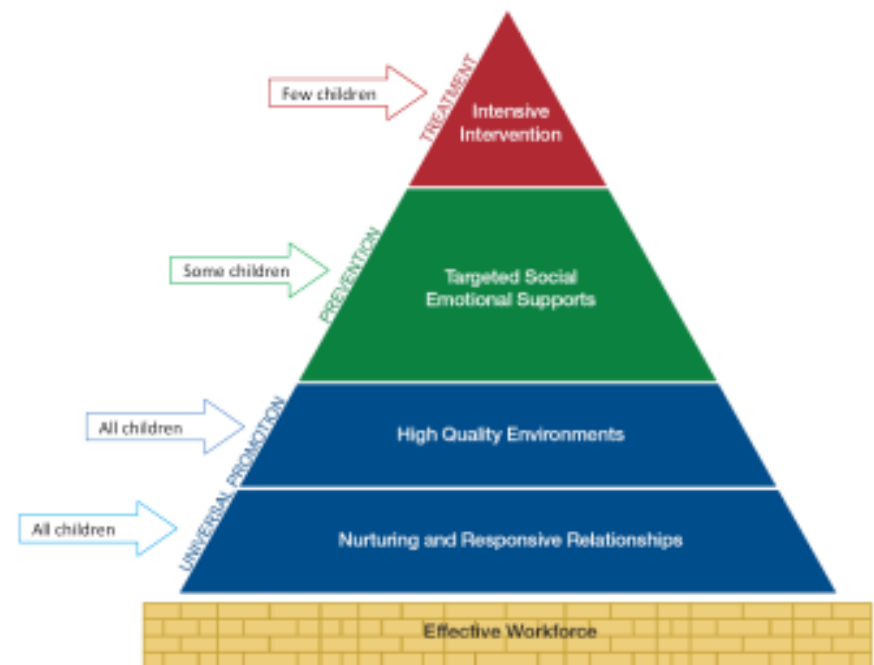 Few children
TREATMENT
Intensive
Intervention
Some children
PREVENTION
Targeted Social
Emotional Supports
All children
UNIVERSAL PROMOTION
High Quality Environments
All children
Nurturing and Responsive Relationships
Effective Workforce